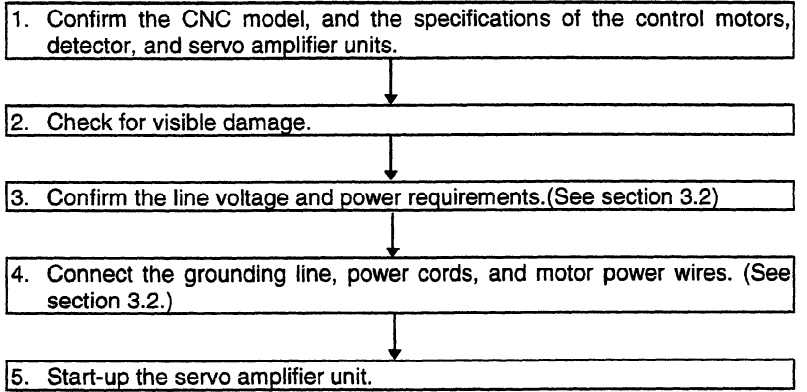 1. Confirm the CNC model, and the specifications of the control motors,
detector, and servo amplifier units.
2. Check for visible damage.
3. Confirm the line voltage and power requirements.(See section 3.2)
4. Connect the grounding line, power cords, and motor power wires. (See
section 3.2.)
5. Start-up the servo amplifier unit.